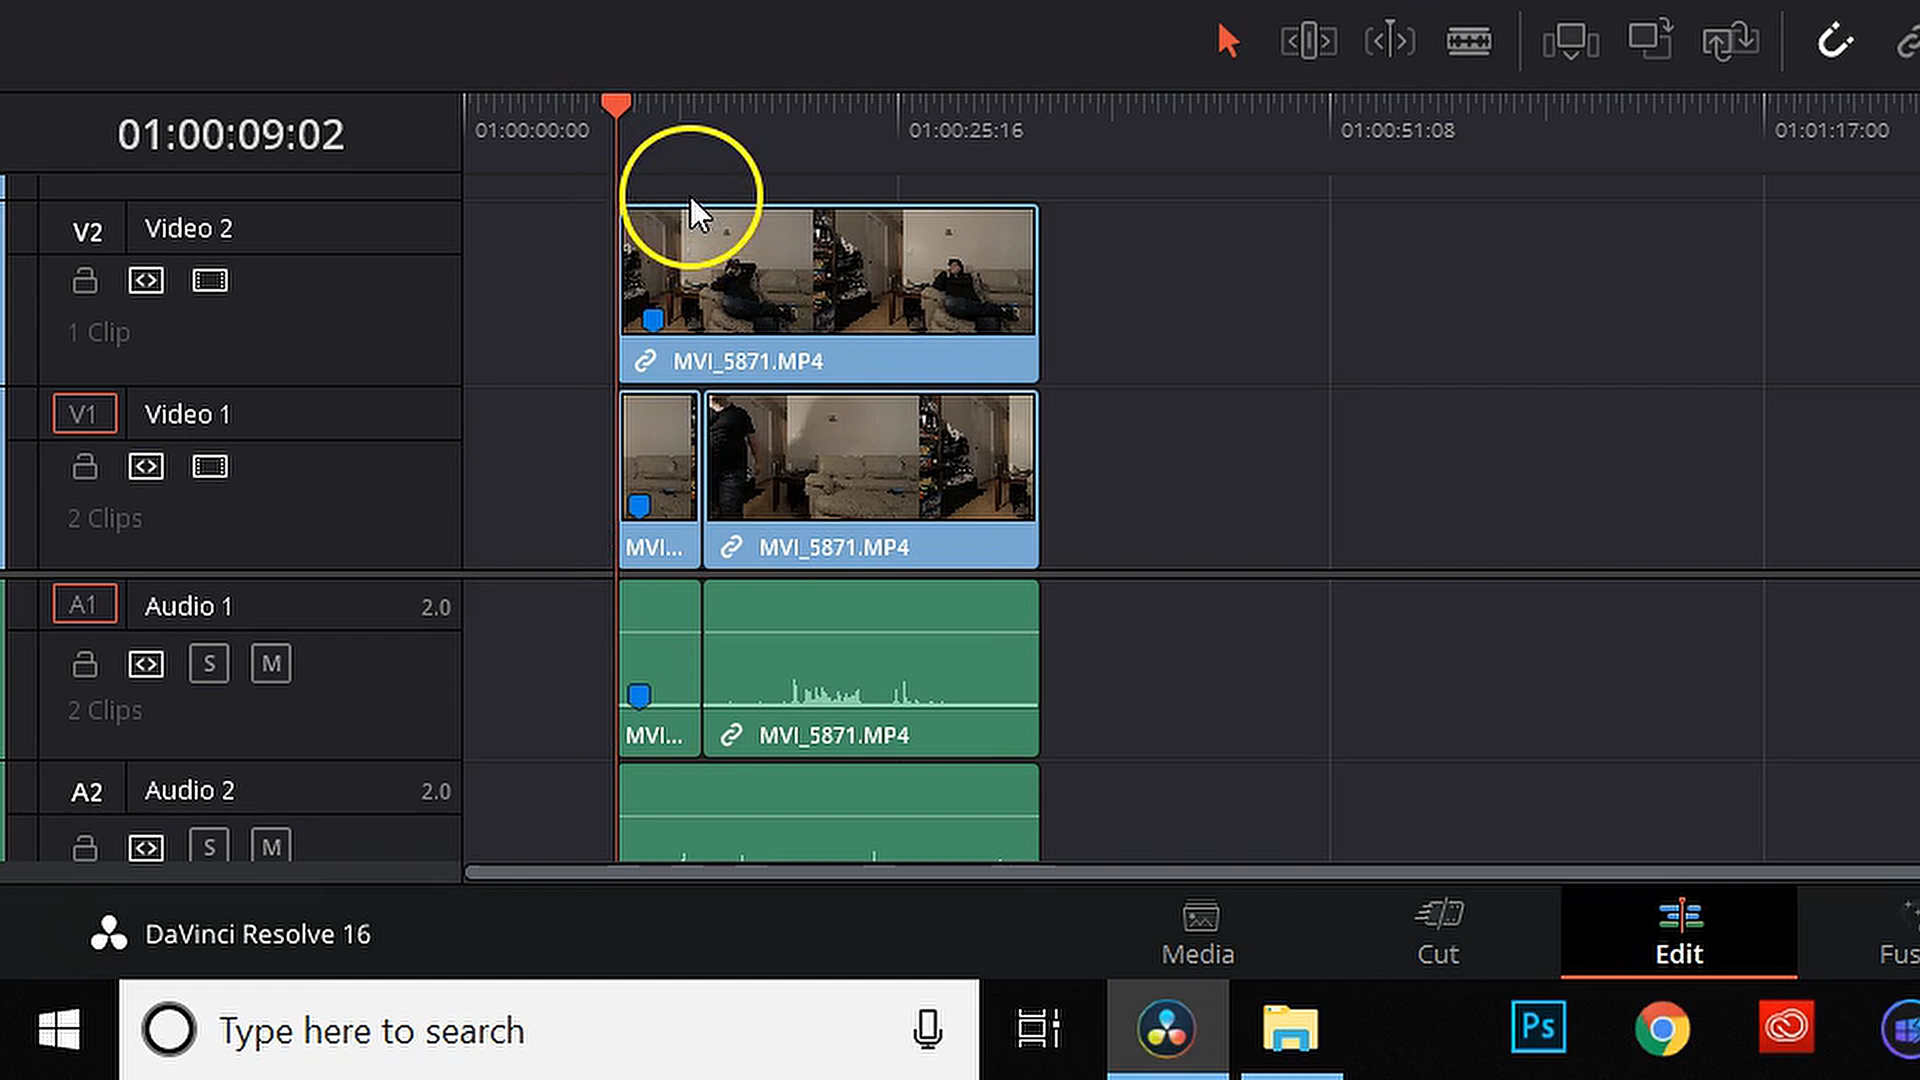 01:00:09:02
01:00:00:00
01:00:25:16
01:00:51:08
01:01:17:00
V2 Video 2
1 Clip
MVI_5871.MP4
V1 Video 1
2 Clips
MVI... MVI_5871.MP4
A1 Audio 1 2.0
S M
2 Clips
MVI... MVI_5871.MP4
A2 Audio 2 2.0
S M
DaVinci Resolve 16
Media
Cut
Edit
Fus
Type here to search
Ps